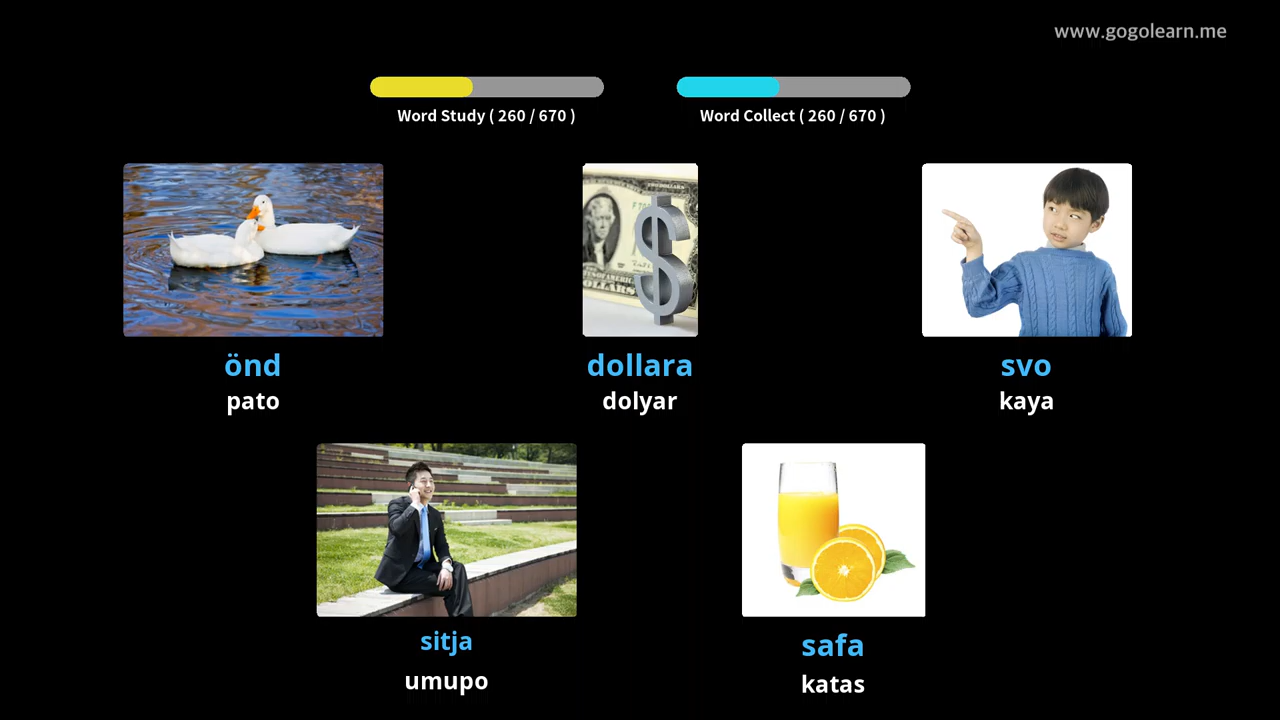 www.gogolearn.me
Word Study ( 260 / 670 )
Word Collect ( 260 / 670 )
önd
pato
dollara
dolyar
svo
kaya
sitja
umupo
safa
katas